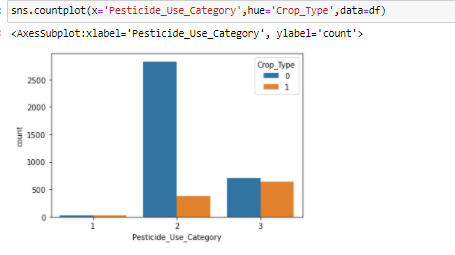 sns.countplot(x='Pesticide_Use_Category',hue='Crop_Type',data=df)
<AxesSubplot:xlabel='Pesticide_Use_Category', ylabel='count'>
Crop_Type
0
1
2500
2000
1500
1000
500
0
count
1 2 3
Pesticide_Use_Category